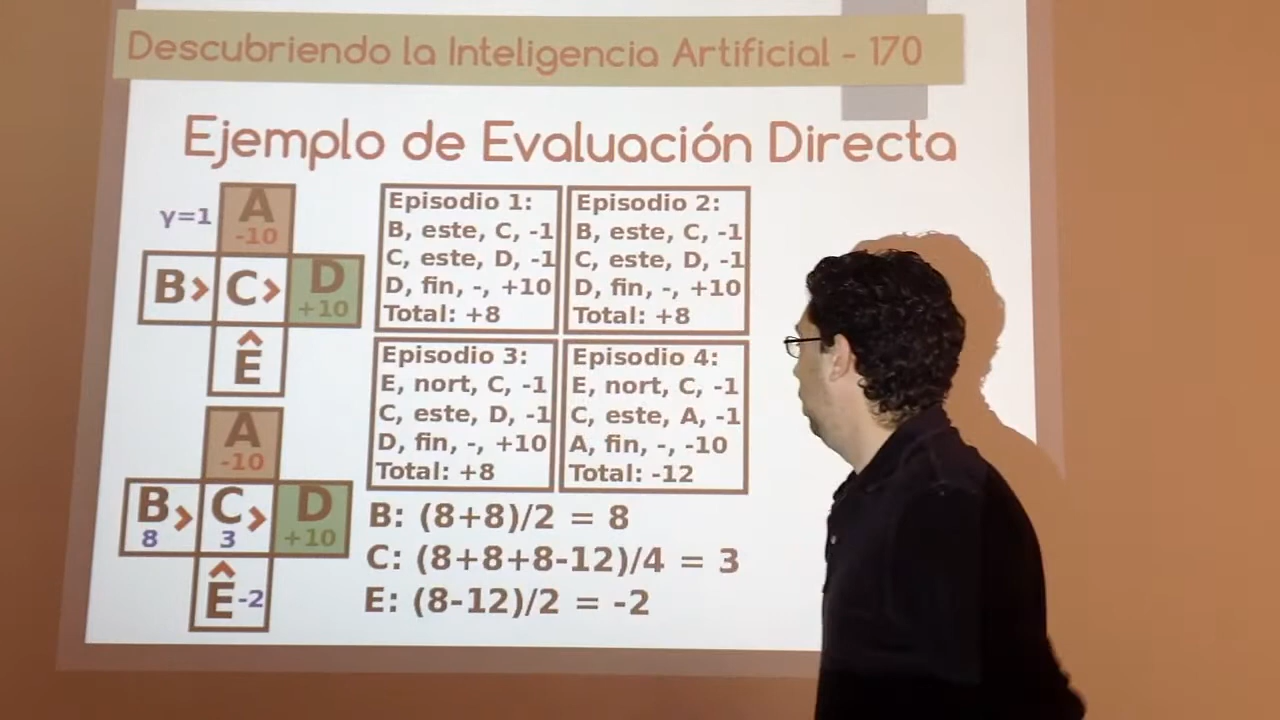 Descubriendo la Inteligencia Artificial - 170
Ejemplo de Evaluación Directa
γ=1
A
-10
B> C> D
+10
^
E
Episodio 1:
B, este, C, -1
C, este, D, -1
D, fin, -, +10
Total: +8
Episodio 2:
B, este, C, -1
C, este, D, -1
D, fin, -, +10
Total: +8
Episodio 3:
E, nort, C, -1
C, este, D, -1
D, fin, -, +10
Total: +8
Episodio 4:
E, nort, C, -1
C, este, A, -1
A, fin, -, -10
Total: -12
A
-10
B> C> D
8 3 +10
^
E -2
B: (8+8)/2 = 8
C: (8+8+8-12)/4 = 3
E: (8-12)/2 = -2